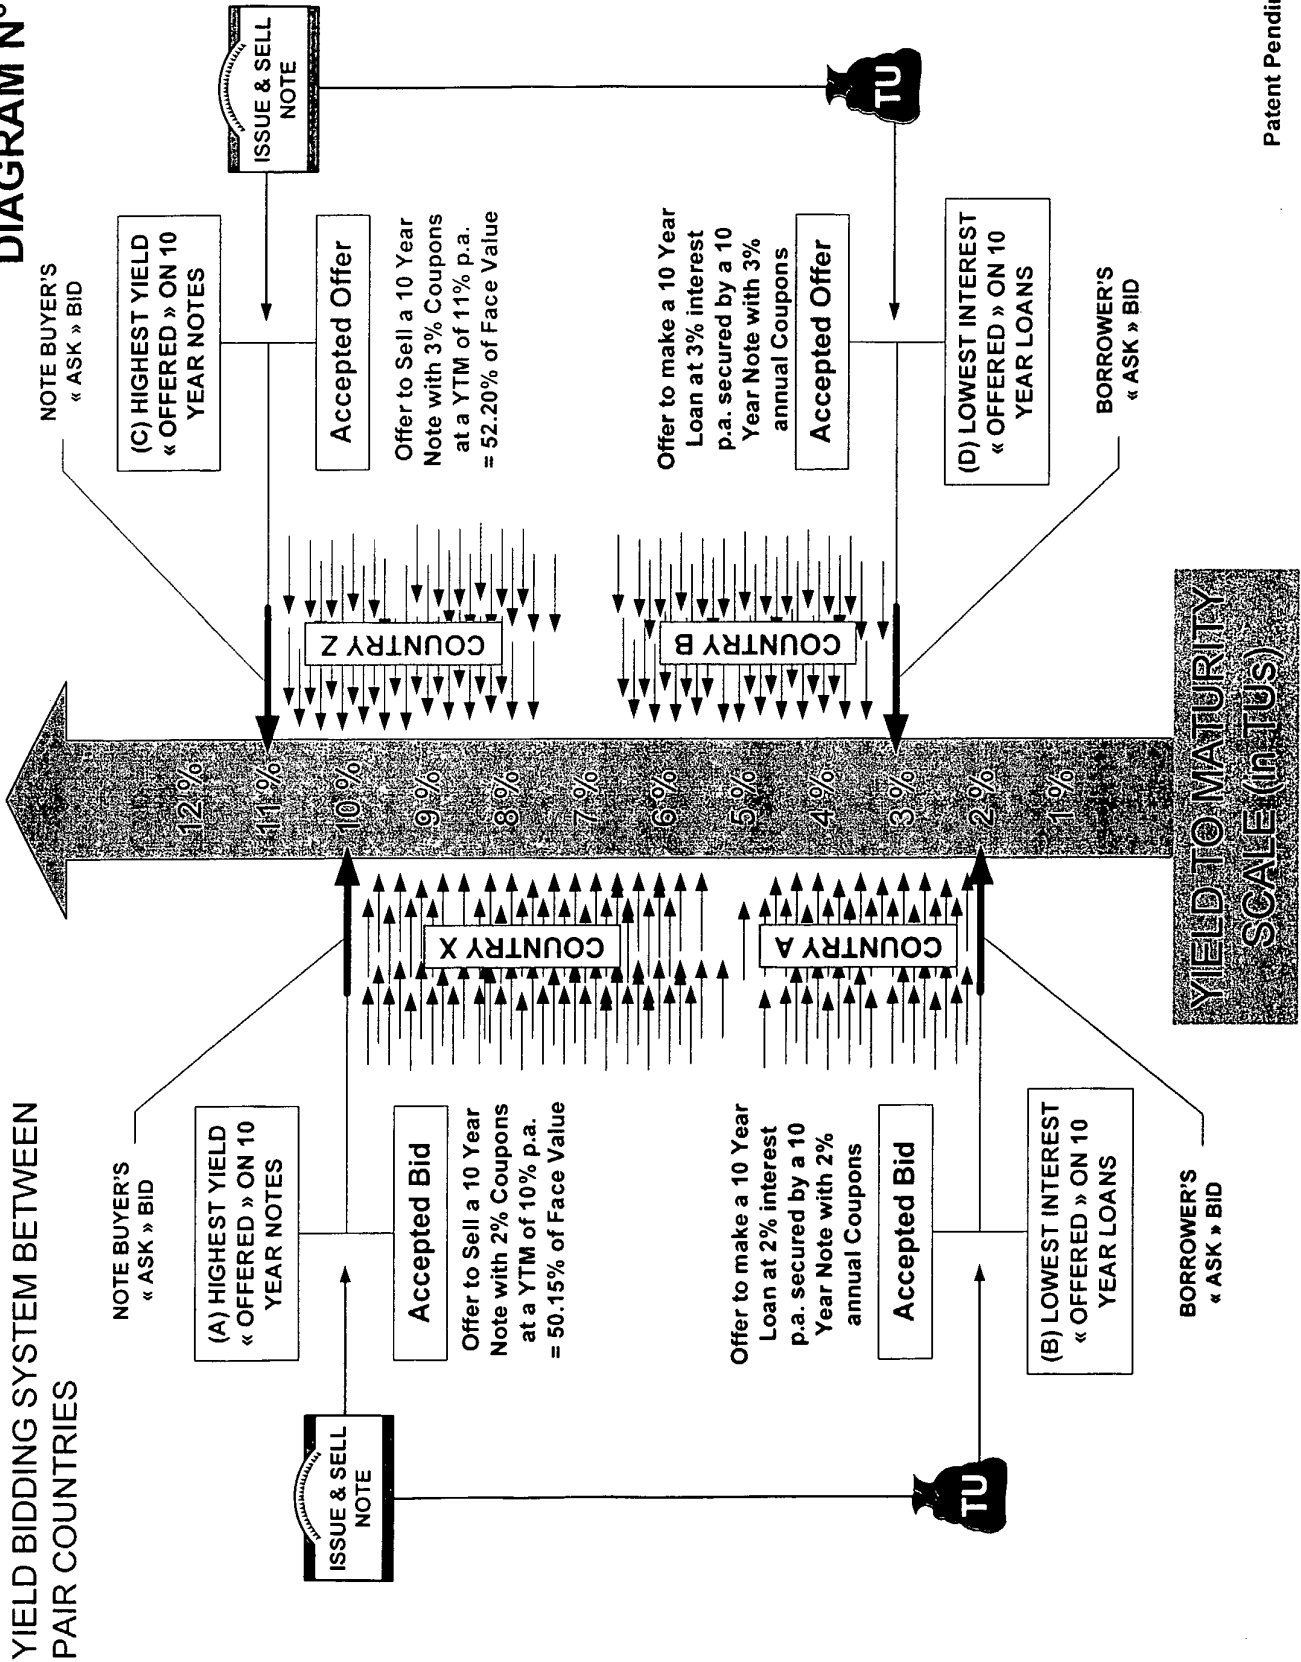 YIELD BIDDING SYSTEM BETWEEN
PAIR COUNTRIES
DIAGRAM N°
NOTE BUYER'S
« ASK » BID
(A) HIGHEST YIELD
« OFFERED » ON 10
YEAR NOTES
Accepted Bid
Offer to Sell a 10 Year
Note with 2% Coupons
at a YTM of 10% p.a.
= 50.15% of Face Value
ISSUE & SELL
NOTE
Offer to make a 10 Year
Loan at 2% interest
p.a. secured by a 10
Year Note with 2%
annual Coupons
Accepted Bid
(B) LOWEST INTEREST
« OFFERED » ON 10
YEAR LOANS
BORROWER'S
« ASK » BID
TU
COUNTRY X
COUNTRY A
12 %
11 %
10 %
9 %
8 %
7 %
6 %
5 %
4 %
3 %
2 %
1 %
YIELD TO MATURITY
SCALE (in TUs)
COUNTRY Z
COUNTRY B
NOTE BUYER'S
« ASK » BID
(C) HIGHEST YIELD
« OFFERED » ON 10
YEAR NOTES
Accepted Offer
Offer to Sell a 10 Year
Note with 3% Coupons
at a YTM of 11% p.a.
= 52.20% of Face Value
ISSUE & SELL
NOTE
Offer to make a 10 Year
Loan at 3% interest
p.a. secured by a 10
Year Note with 3%
annual Coupons
Accepted Offer
(D) LOWEST INTEREST
« OFFERED » ON 10
YEAR LOANS
BORROWER'S
« ASK » BID
TU
Patent Pendin